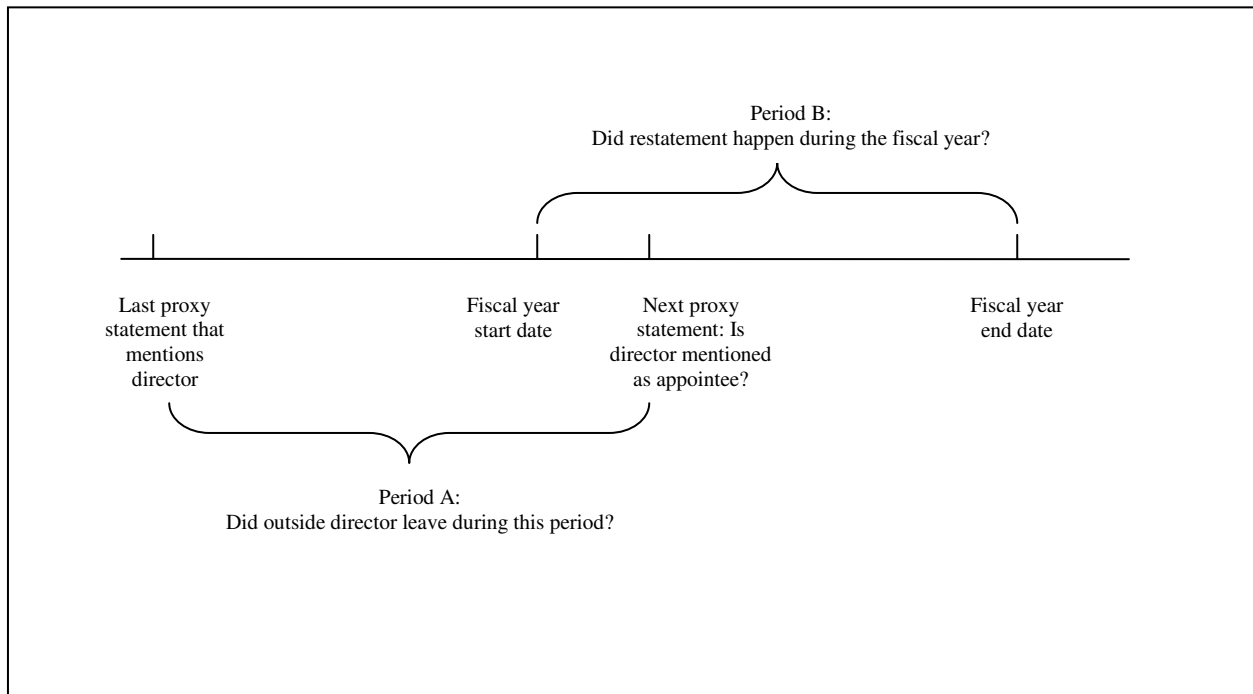 Period B:
Did restatement happen during the fiscal year?
Last proxy
statement that
mentions
director
Fiscal year
start date
Next proxy
statement: Is
director mentioned
as appointee?
Fiscal year
end date
Period A:
Did outside director leave during this period?